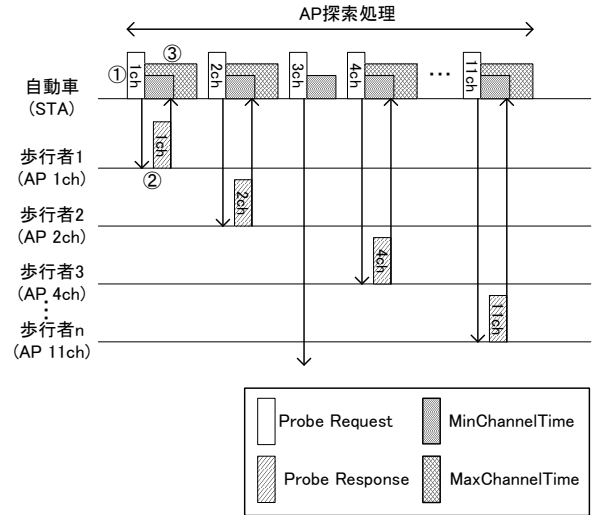 AP探索処理
③
①
1ch
2ch
3ch
4ch
…
11ch
自動車
(STA)
1ch
歩行者1
(AP 1ch)
②
2ch
歩行者2
(AP 2ch)
4ch
歩行者3
(AP 4ch)
⋮
11ch
歩行者n
(AP 11ch)
Probe Request
MinChannelTime
Probe Response
MaxChannelTime